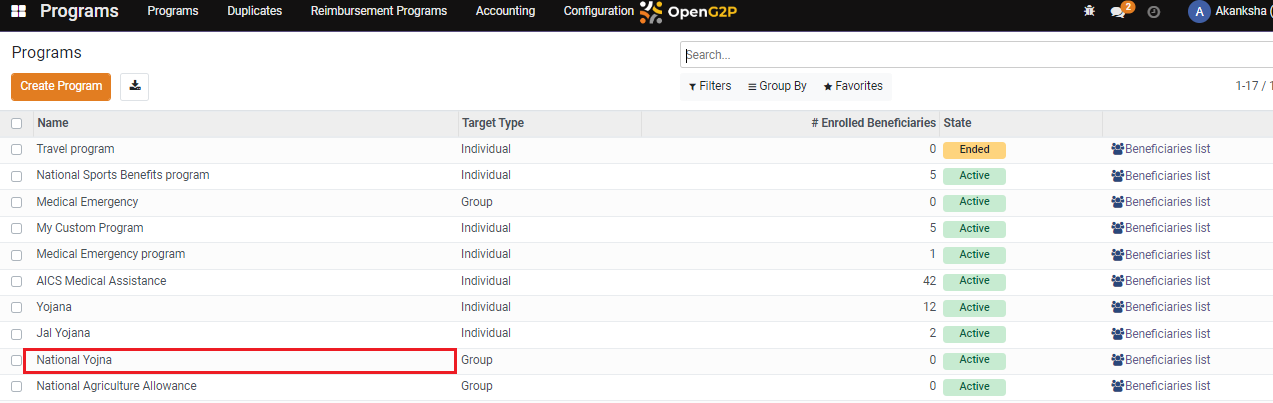 Programs Programs Duplicates Reimbursement Programs Accounting Configuration OpenG2P 2 A Akanksha (
Programs
Search...
Create Program
Filters Group By Favorites 1-17 / 1
Name Target Type # Enrolled Beneficiaries State
Travel program Individual 0 Ended Beneficiaries list
National Sports Benefits program Individual 5 Active Beneficiaries list
Medical Emergency Group 0 Active Beneficiaries list
My Custom Program Individual 5 Active Beneficiaries list
Medical Emergency program Individual 1 Active Beneficiaries list
AICS Medical Assistance Individual 42 Active Beneficiaries list
Yojana Individual 12 Active Beneficiaries list
Jal Yojana Individual 2 Active Beneficiaries list
National Yojna Group 0 Active Beneficiaries list
National Agriculture Allowance Group 0 Active Beneficiaries list